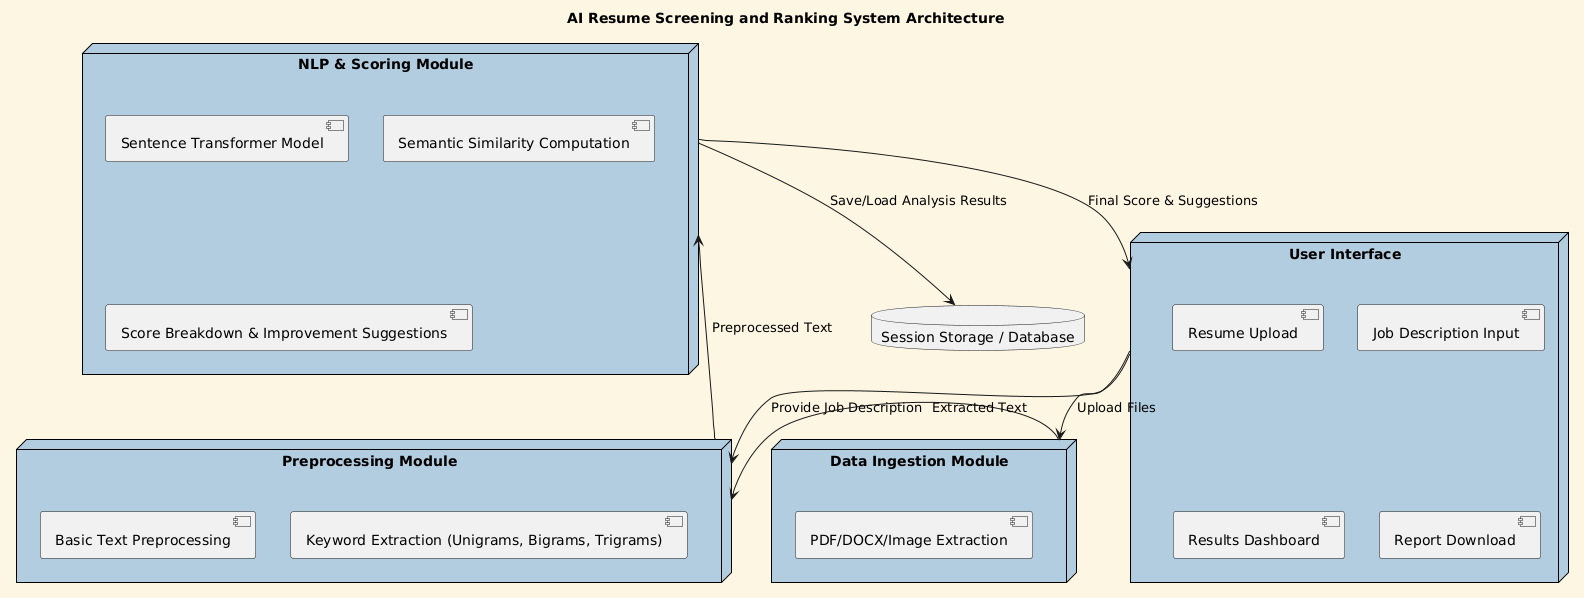 AI Resume Screening and Ranking System Architecture
NLP & Scoring Module
Sentence Transformer Model
Semantic Similarity Computation
Score Breakdown & Improvement Suggestions
Save/Load Analysis Results
Final Score & Suggestions
User Interface
Resume Upload
Job Description Input
Session Storage / Database
Preprocessed Text
Provide Job Description
Extracted Text
Upload Files
Preprocessing Module
Basic Text Preprocessing
Keyword Extraction (Unigrams, Bigrams, Trigrams)
Data Ingestion Module
PDF/DOCX/Image Extraction
Results Dashboard
Report Download